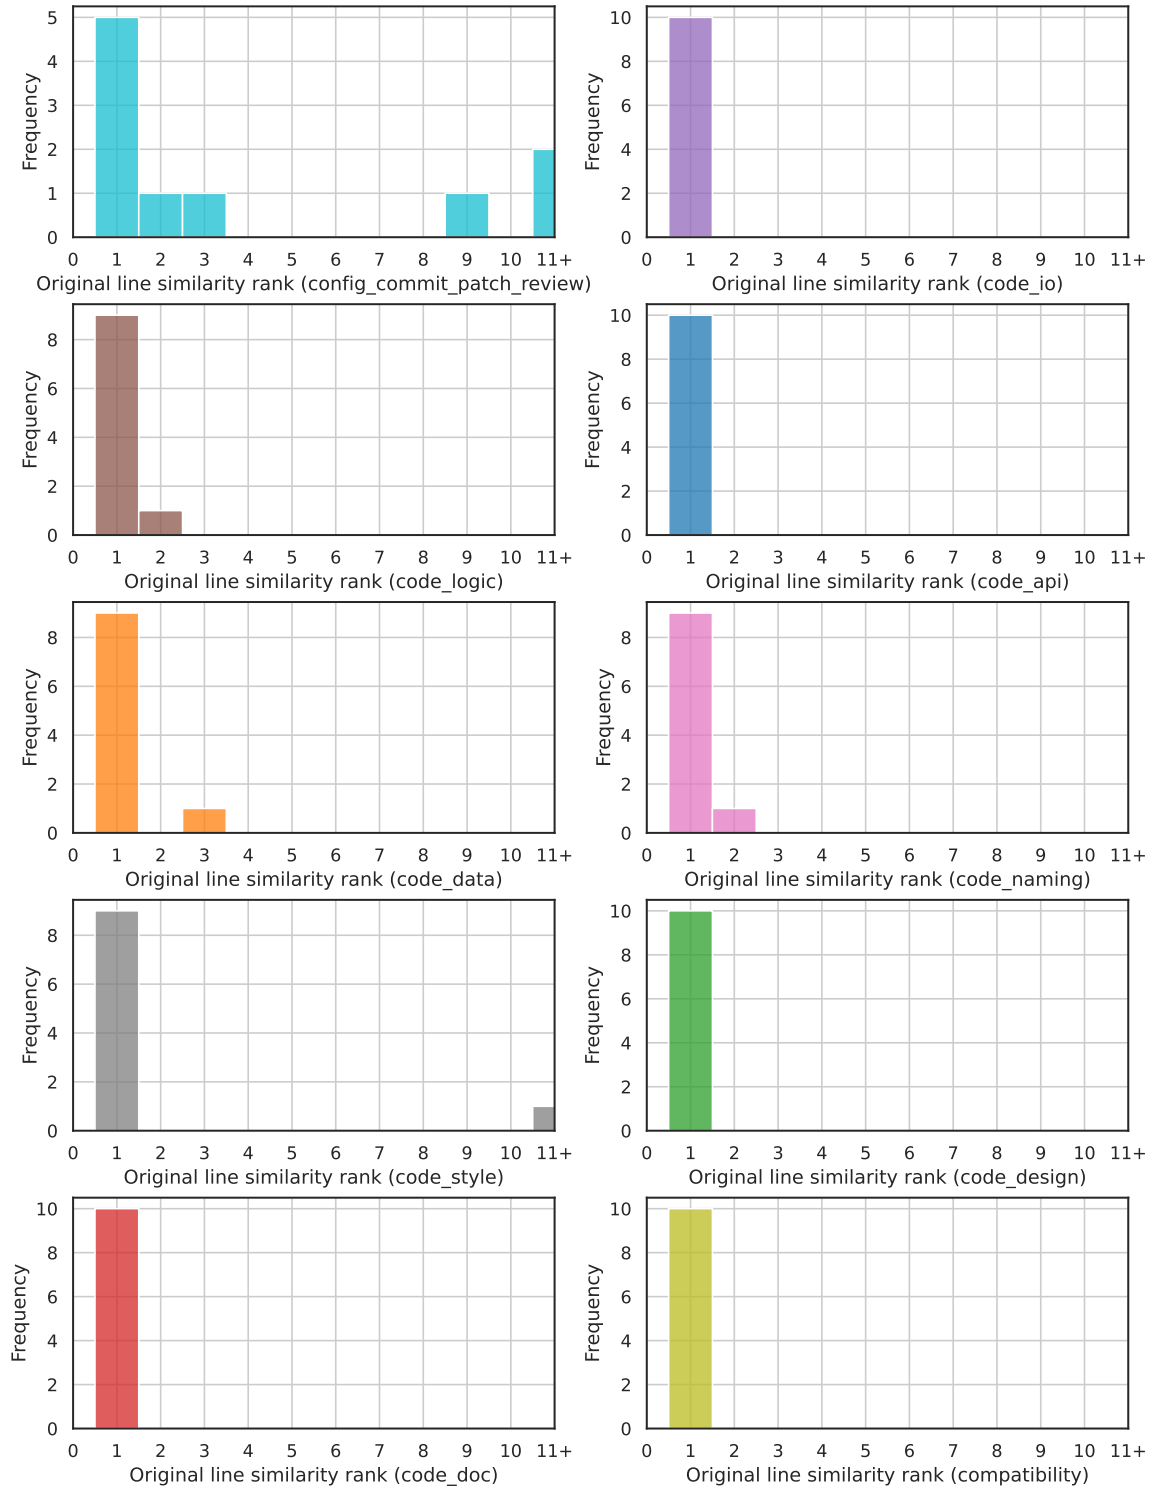 5
4
3
2
1
0
Frequency
0 1 2 3 4 5 6 7 8 9 10 11+
Original line similarity rank (config_commit_patch_review)
10
8
6
4
2
0
Frequency
0 1 2 3 4 5 6 7 8 9 10 11+
Original line similarity rank (code_io)
8
6
4
2
0
Frequency
0 1 2 3 4 5 6 7 8 9 10 11+
Original line similarity rank (code_logic)
10
8
6
4
2
0
Frequency
0 1 2 3 4 5 6 7 8 9 10 11+
Original line similarity rank (code_api)
8
6
4
2
0
Frequency
0 1 2 3 4 5 6 7 8 9 10 11+
Original line similarity rank (code_data)
8
6
4
2
0
Frequency
0 1 2 3 4 5 6 7 8 9 10 11+
Original line similarity rank (code_naming)
8
6
4
2
0
Frequency
0 1 2 3 4 5 6 7 8 9 10 11+
Original line similarity rank (code_style)
10
8
6
4
2
0
Frequency
0 1 2 3 4 5 6 7 8 9 10 11+
Original line similarity rank (code_design)
10
8
6
4
2
0
Frequency
0 1 2 3 4 5 6 7 8 9 10 11+
Original line similarity rank (code_doc)
10
8
6
4
2
0
Frequency
0 1 2 3 4 5 6 7 8 9 10 11+
Original line similarity rank (compatibility)